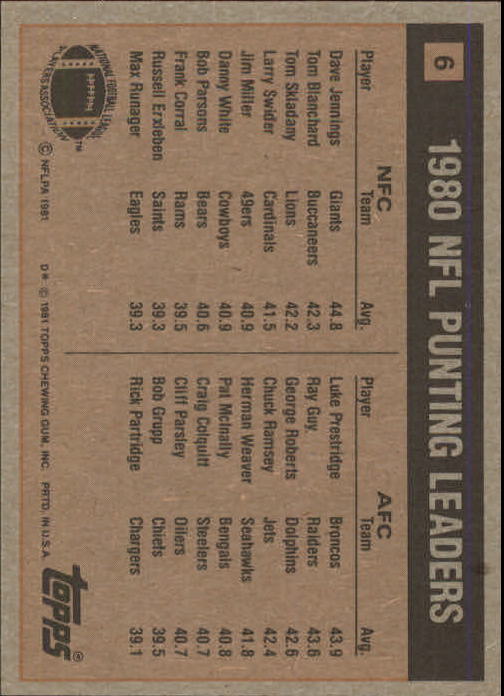 6
1980 NFL PUNTING LEADERS
NFC
Player Team Avg.
Dave Jennings Giants 44.8
Tom Blanchard Buccaneers 42.3
Tom Skladany Lions 42.2
Larry Swider Cardinals 41.5
Jim Miller 49ers 40.9
Danny White Cowboys 40.9
Bob Parsons Bears 40.6
Frank Corral Rams 39.5
Russell Erxleben Saints 39.3
Max Runager Eagles 39.3
AFC
Player Team Avg.
Luke Prestridge Broncos 43.9
Ray Guy Raiders 43.6
George Roberts Dolphins 42.6
Chuck Ramsey Jets 42.4
Herman Weaver Seahawks 41.8
Pat McInally Bengals 40.8
Craig Colquitt Steelers 40.7
Cliff Parsley Oilers 40.7
Bob Grupp Chiefs 39.5
Rick Partridge Chargers 39.1
NATIONAL FOOTBALL LEAGUE
PLAYERS ASSOCIATION
NFLPA
TM
© NFLPA 1981
D* © 1981 TOPPS CHEWING GUM, INC. PRTD. IN U.S.A.
topps®